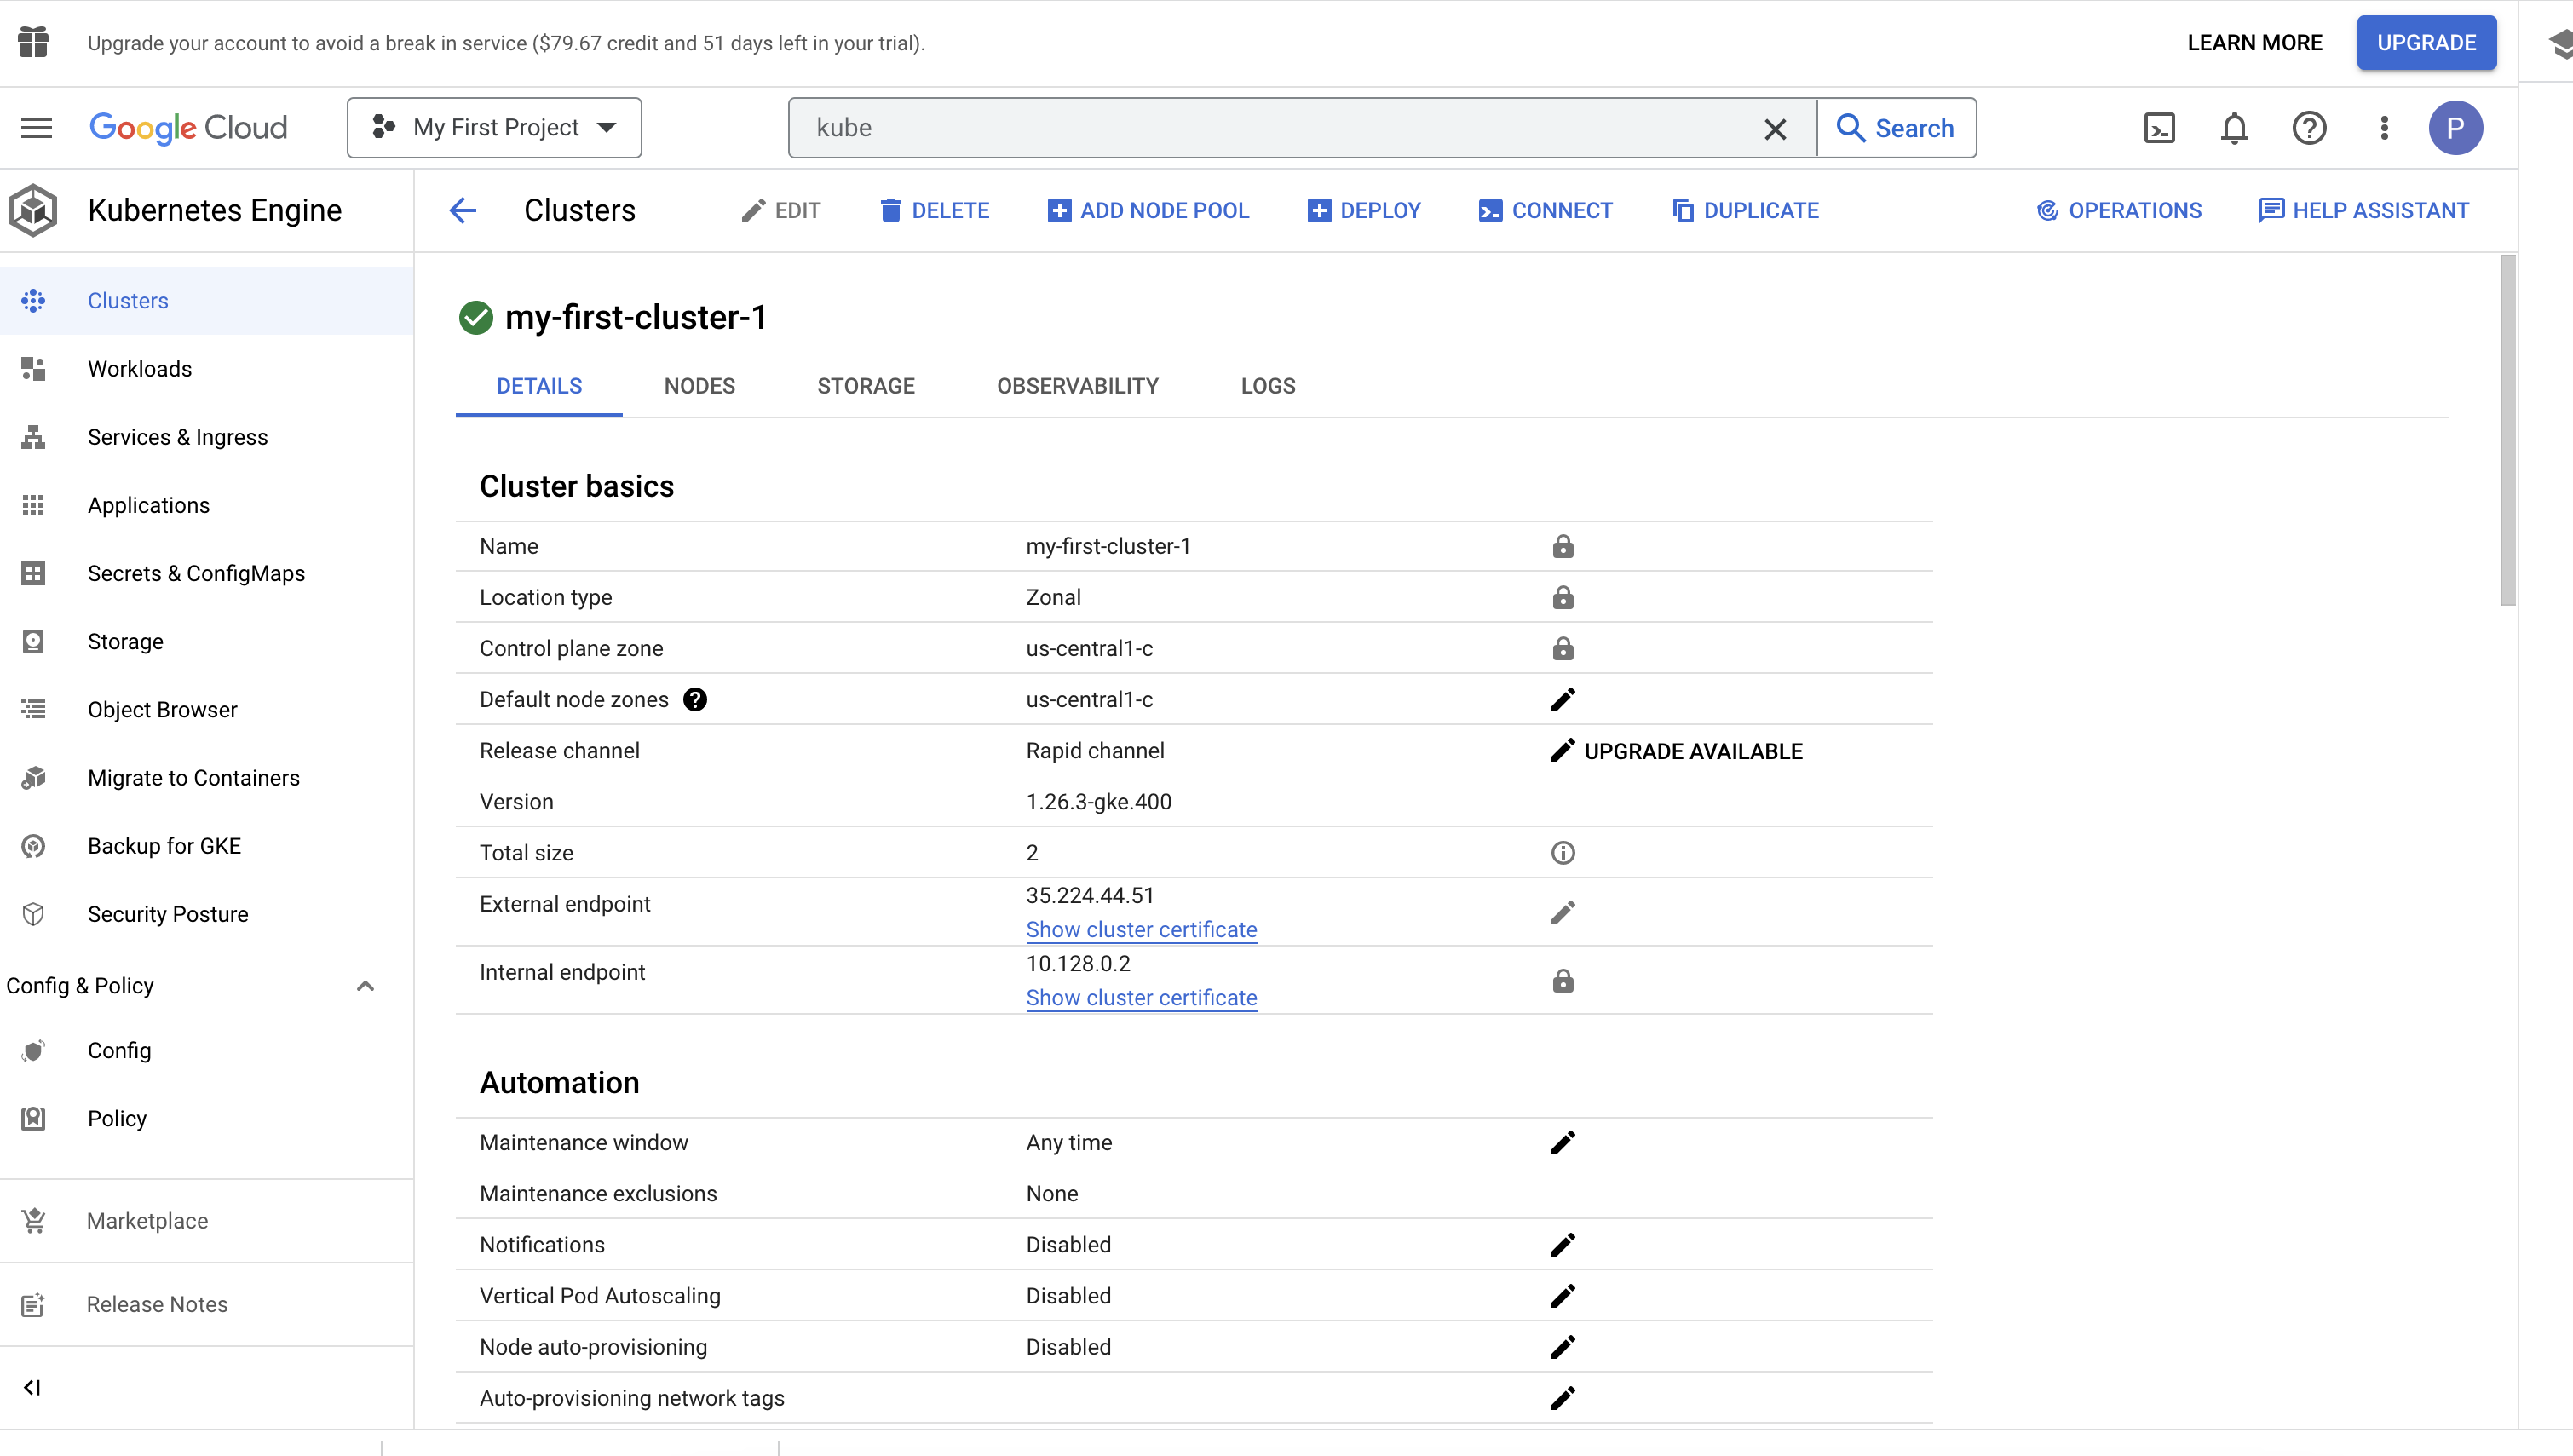 Upgrade your account to avoid a break in service ($79.67 credit and 51 days left in your trial).
LEARN MORE
UPGRADE
Google Cloud
My First Project
kube
Search
P
Kubernetes Engine
Clusters
EDIT
DELETE
ADD NODE POOL
DEPLOY
CONNECT
DUPLICATE
OPERATIONS
HELP ASSISTANT
Clusters
Workloads
Services & Ingress
Applications
Secrets & ConfigMaps
Storage
Object Browser
Migrate to Containers
Backup for GKE
Security Posture
Config & Policy
Config
Policy
Marketplace
Release Notes
my-first-cluster-1
DETAILS
NODES
STORAGE
OBSERVABILITY
LOGS
Cluster basics
Name my-first-cluster-1
Location type Zonal
Control plane zone us-central1-c
Default node zones us-central1-c
Release channel Rapid channel UPGRADE AVAILABLE
Version 1.26.3-gke.400
Total size 2
External endpoint 35.224.44.51
Show cluster certificate
Internal endpoint 10.128.0.2
Show cluster certificate
Automation
Maintenance window Any time
Maintenance exclusions None
Notifications Disabled
Vertical Pod Autoscaling Disabled
Node auto-provisioning Disabled
Auto-provisioning network tags